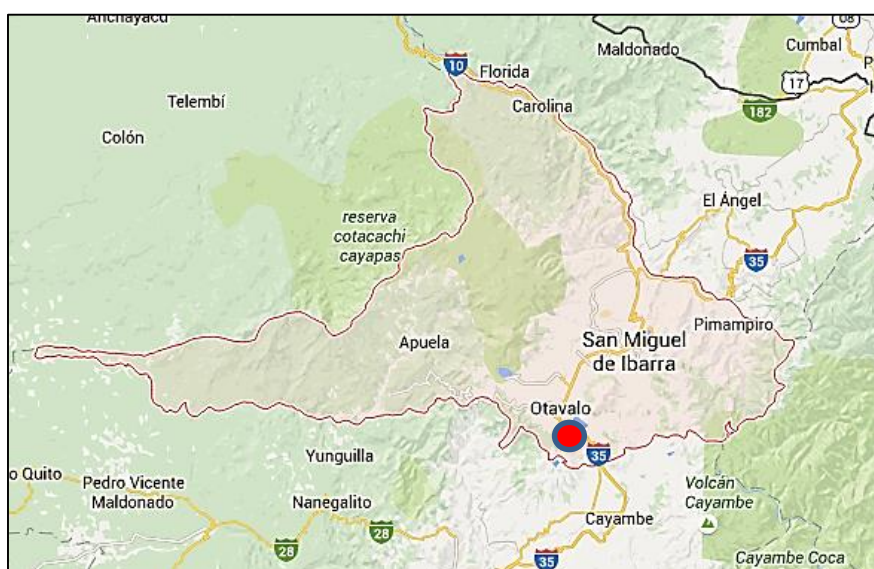 Anchayacu
08
Maldonado
Cumbal
10
Florida
17
Telembí
Carolina
182
Colón
El Ángel
reserva
cotacachi
cayapas
35
Pimampiro
Apuela
San Miguel
de Ibarra
Otavalo
Yunguilla
35
o Quito
Pedro Vicente
Maldonado
Nanegalito
Volcán
Cayambe
Cayambe
28
28
35
Cayambe Coca